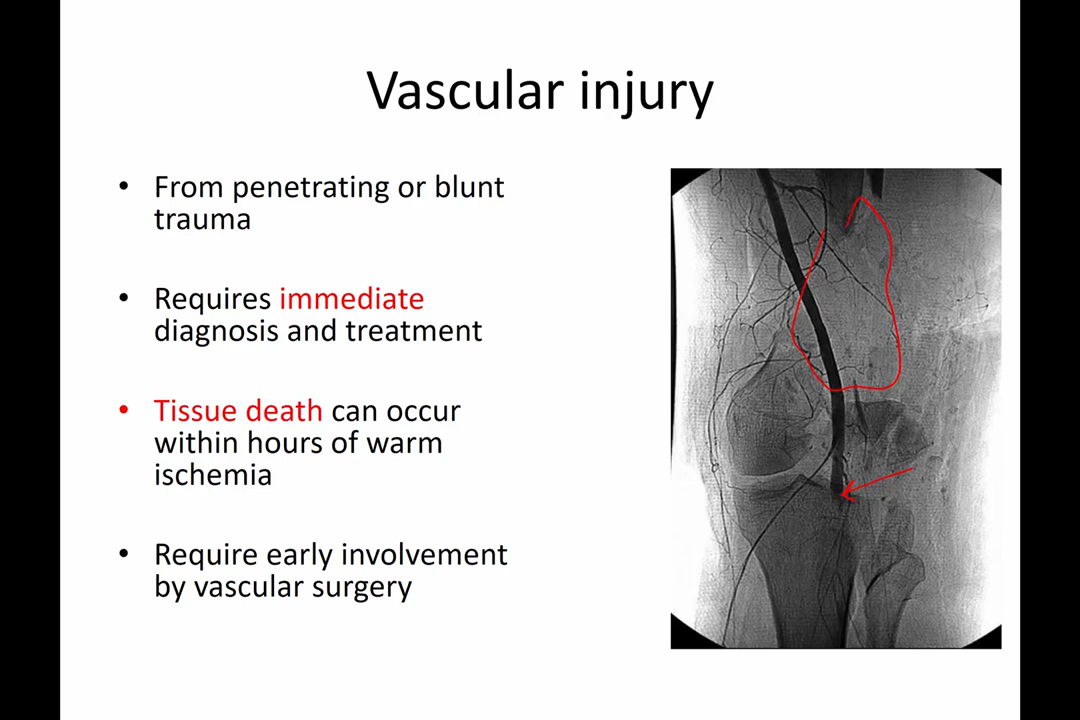 Vascular injury
• From penetrating or blunt
trauma
• Requires immediate
diagnosis and treatment
• Tissue death can occur
within hours of warm
ischemia
• Require early involvement
by vascular surgery